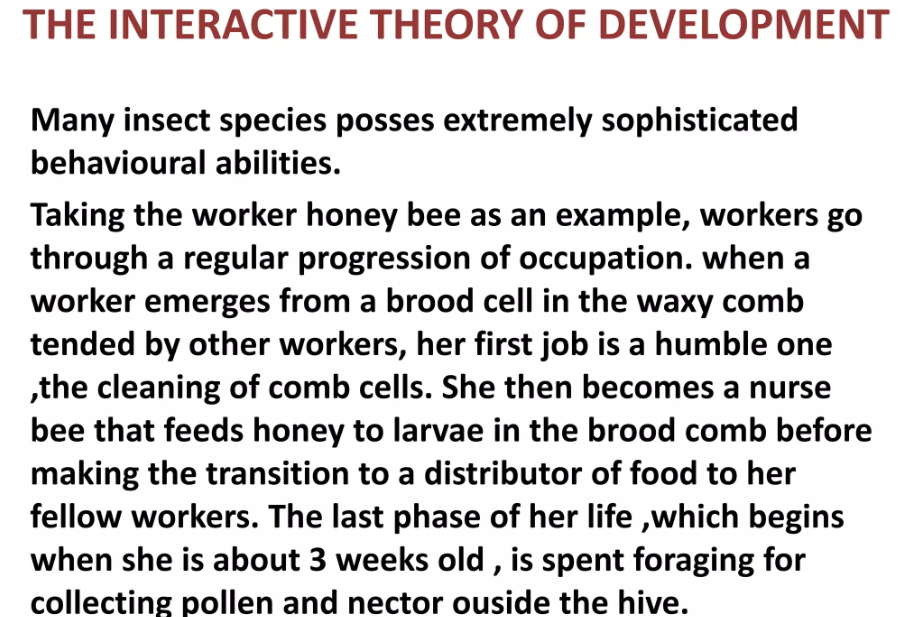 THE INTERACTIVE THEORY OF DEVELOPMENT
Many insect species posses extremely sophisticated
behavioural abilities.
Taking the worker honey bee as an example, workers go
through a regular progression of occupation. when a
worker emerges from a brood cell in the waxy comb
tended by other workers, her first job is a humble one
,the cleaning of comb cells. She then becomes a nurse
bee that feeds honey to larvae in the brood comb before
making the transition to a distributor of food to her
fellow workers. The last phase of her life ,which begins
when she is about 3 weeks old , is spent foraging for
collecting pollen and nector ouside the hive.